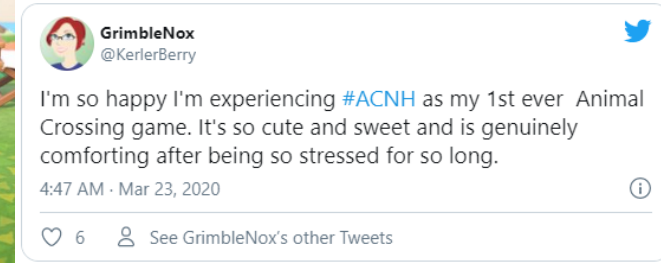 GrimbleNox
@KerlerBerry
I'm so happy I'm experiencing #ACNH as my 1st ever  Animal
Crossing game. It's so cute and sweet and is genuinely
comforting after being so stressed for so long.
4:47 AM · Mar 23, 2020
6 See GrimbleNox's other Tweets